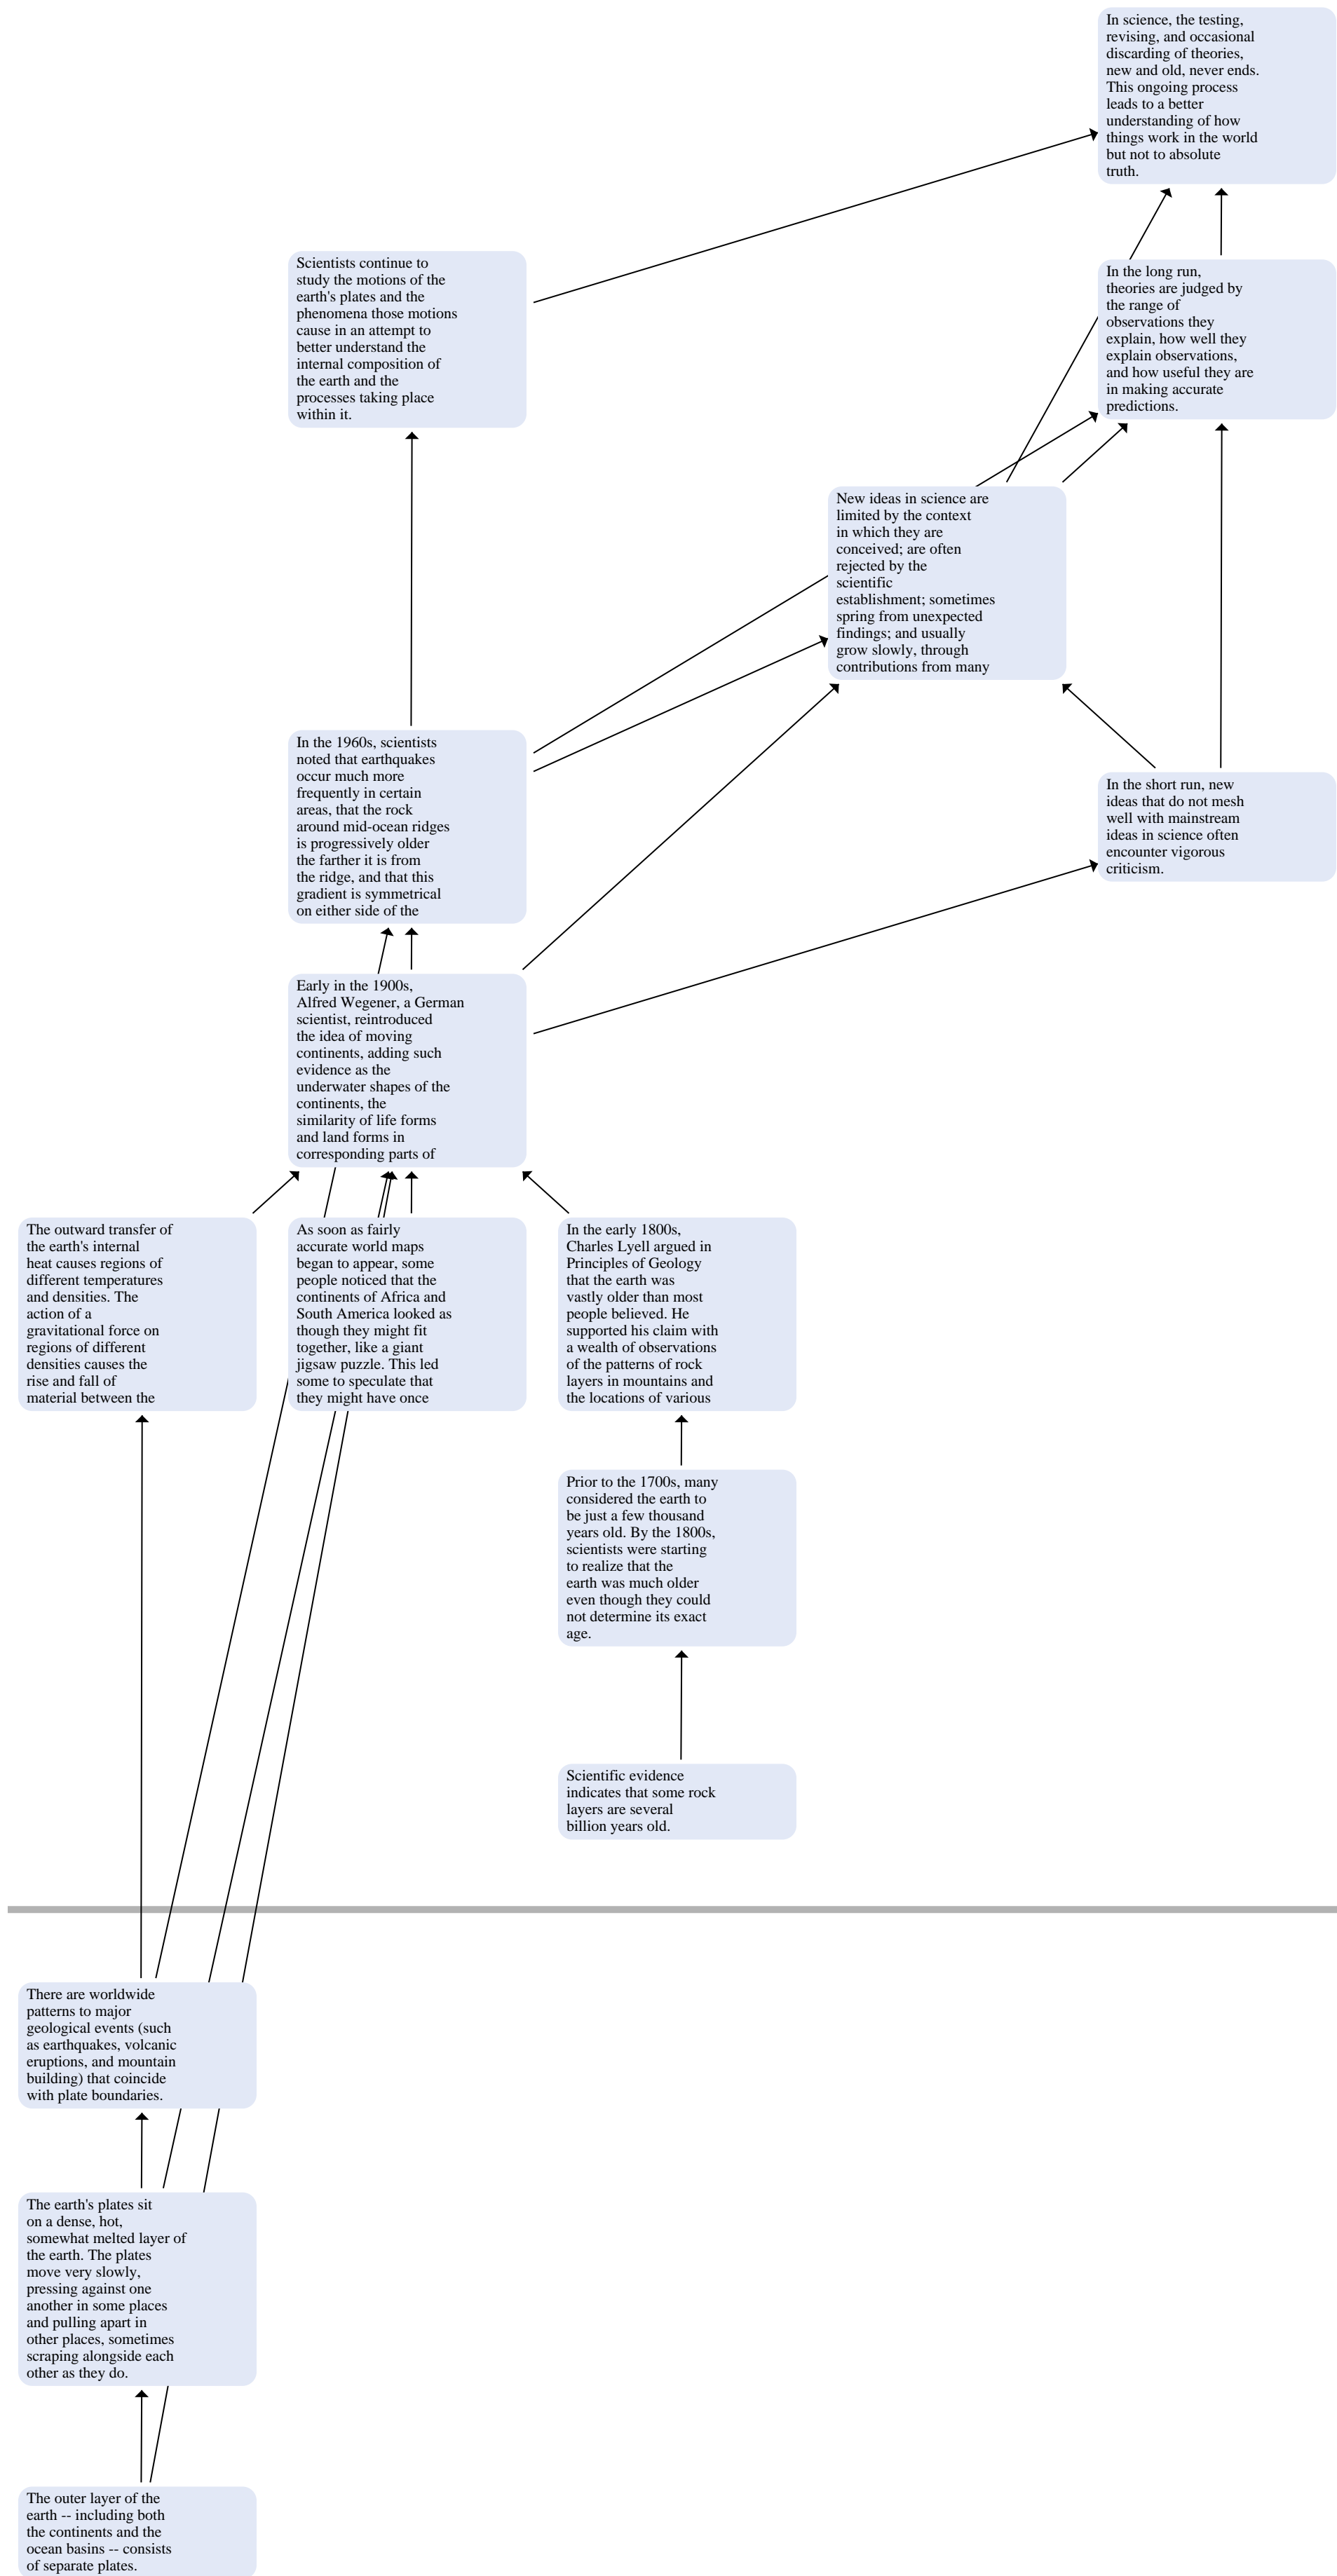 In science, the testing,
revising, and occasional
discarding of theories,
new and old, never ends.
This ongoing process
leads to a better
understanding of how
things work in the world
but not to absolute
truth.
Scientists continue to
study the motions of the
earth's plates and the
phenomena those motions
cause in an attempt to
better understand the
internal composition of
the earth and the
processes taking place
within it.
In the long run,
theories are judged by
the range of
observations they
explain, how well they
explain observations,
and how useful they are
in making accurate
predictions.
New ideas in science are
limited by the context
in which they are
conceived; are often
rejected by the
scientific
establishment; sometimes
spring from unexpected
findings; and usually
grow slowly, through
contributions from many
In the 1960s, scientists
noted that earthquakes
occur much more
frequently in certain
areas, that the rock
around mid-ocean ridges
is progressively older
the farther it is from
the ridge, and that this
gradient is symmetrical
on either side of the
In the short run, new
ideas that do not mesh
well with mainstream
ideas in science often
encounter vigorous
criticism.
Early in the 1900s,
Alfred Wegener, a German
scientist, reintroduced
the idea of moving
continents, adding such
evidence as the
underwater shapes of the
continents, the
similarity of life forms
and land forms in
corresponding parts of
The outward transfer of
the earth's internal
heat causes regions of
different temperatures
and densities. The
action of a
gravitational force on
regions of different
densities causes the
rise and fall of
material between the
As soon as fairly
accurate world maps
began to appear, some
people noticed that the
continents of Africa and
South America looked as
though they might fit
together, like a giant
jigsaw puzzle. This led
some to speculate that
they might have once
In the early 1800s,
Charles Lyell argued in
Principles of Geology
that the earth was
vastly older than most
people believed. He
supported his claim with
a wealth of observations
of the patterns of rock
layers in mountains and
the locations of various
Prior to the 1700s, many
considered the earth to
be just a few thousand
years old. By the 1800s,
scientists were starting
to realize that the
earth was much older
even though they could
not determine its exact
age.
Scientific evidence
indicates that some rock
layers are several
billion years old.
There are worldwide
patterns to major
geological events (such
as earthquakes, volcanic
eruptions, and mountain
building) that coincide
with plate boundaries.
The earth's plates sit
on a dense, hot,
somewhat melted layer of
the earth. The plates
move very slowly,
pressing against one
another in some places
and pulling apart in
other places, sometimes
scraping alongside each
other as they do.
The outer layer of the
earth -- including both
the continents and the
ocean basins -- consists
of separate plates.